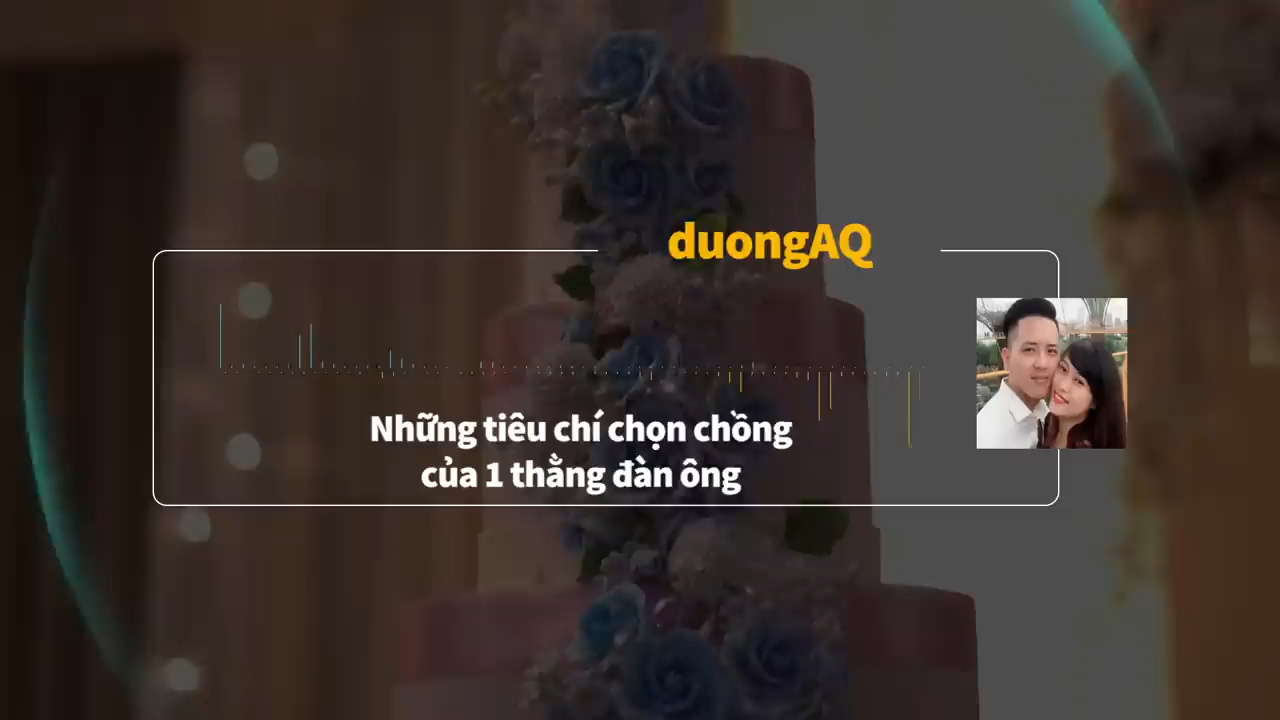 duongAQ
Những tiêu chí chọn chồng
của 1 thằng đàn ông